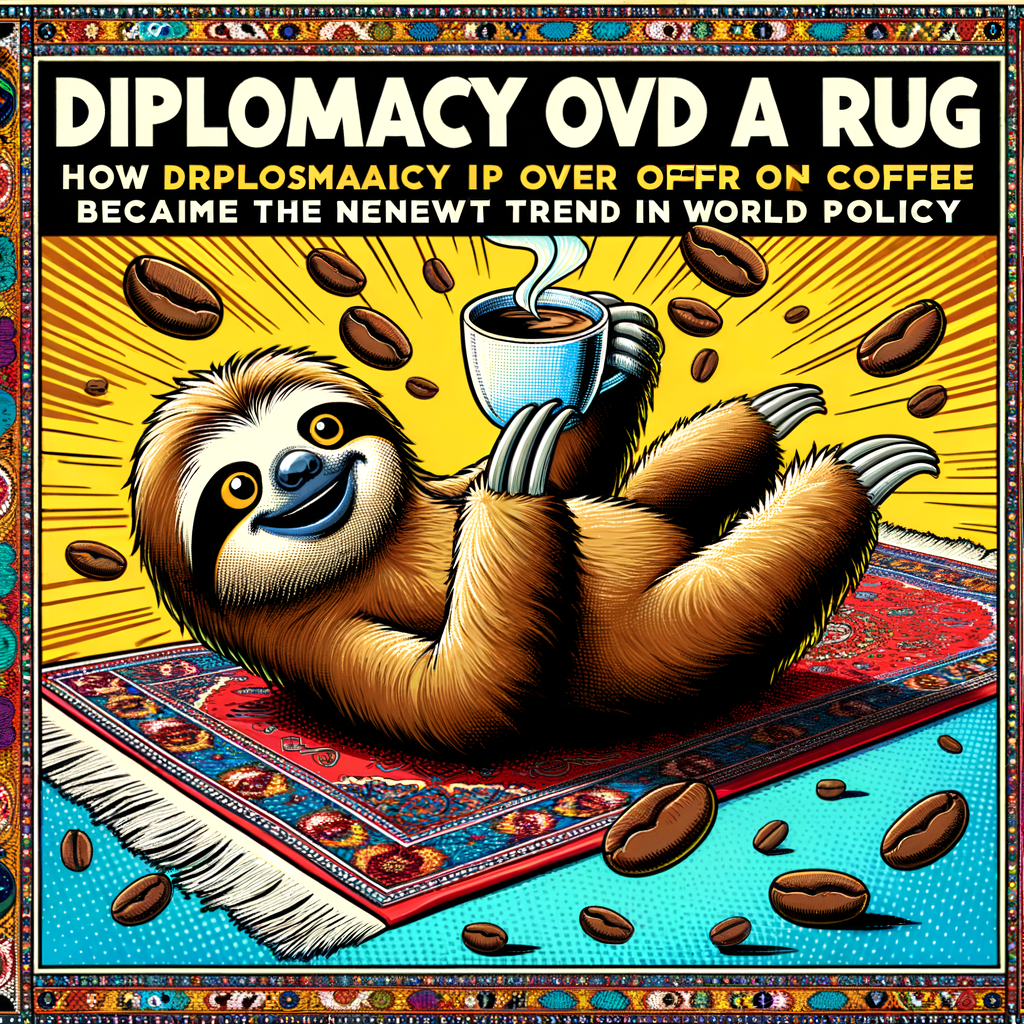 DIPLOMACY OVD A RUG
HOW DRPLOSMAAICY IP OVER OFFR ON COFFEE
BECAIME THE NENEWT TREND IN WORLD POLICY